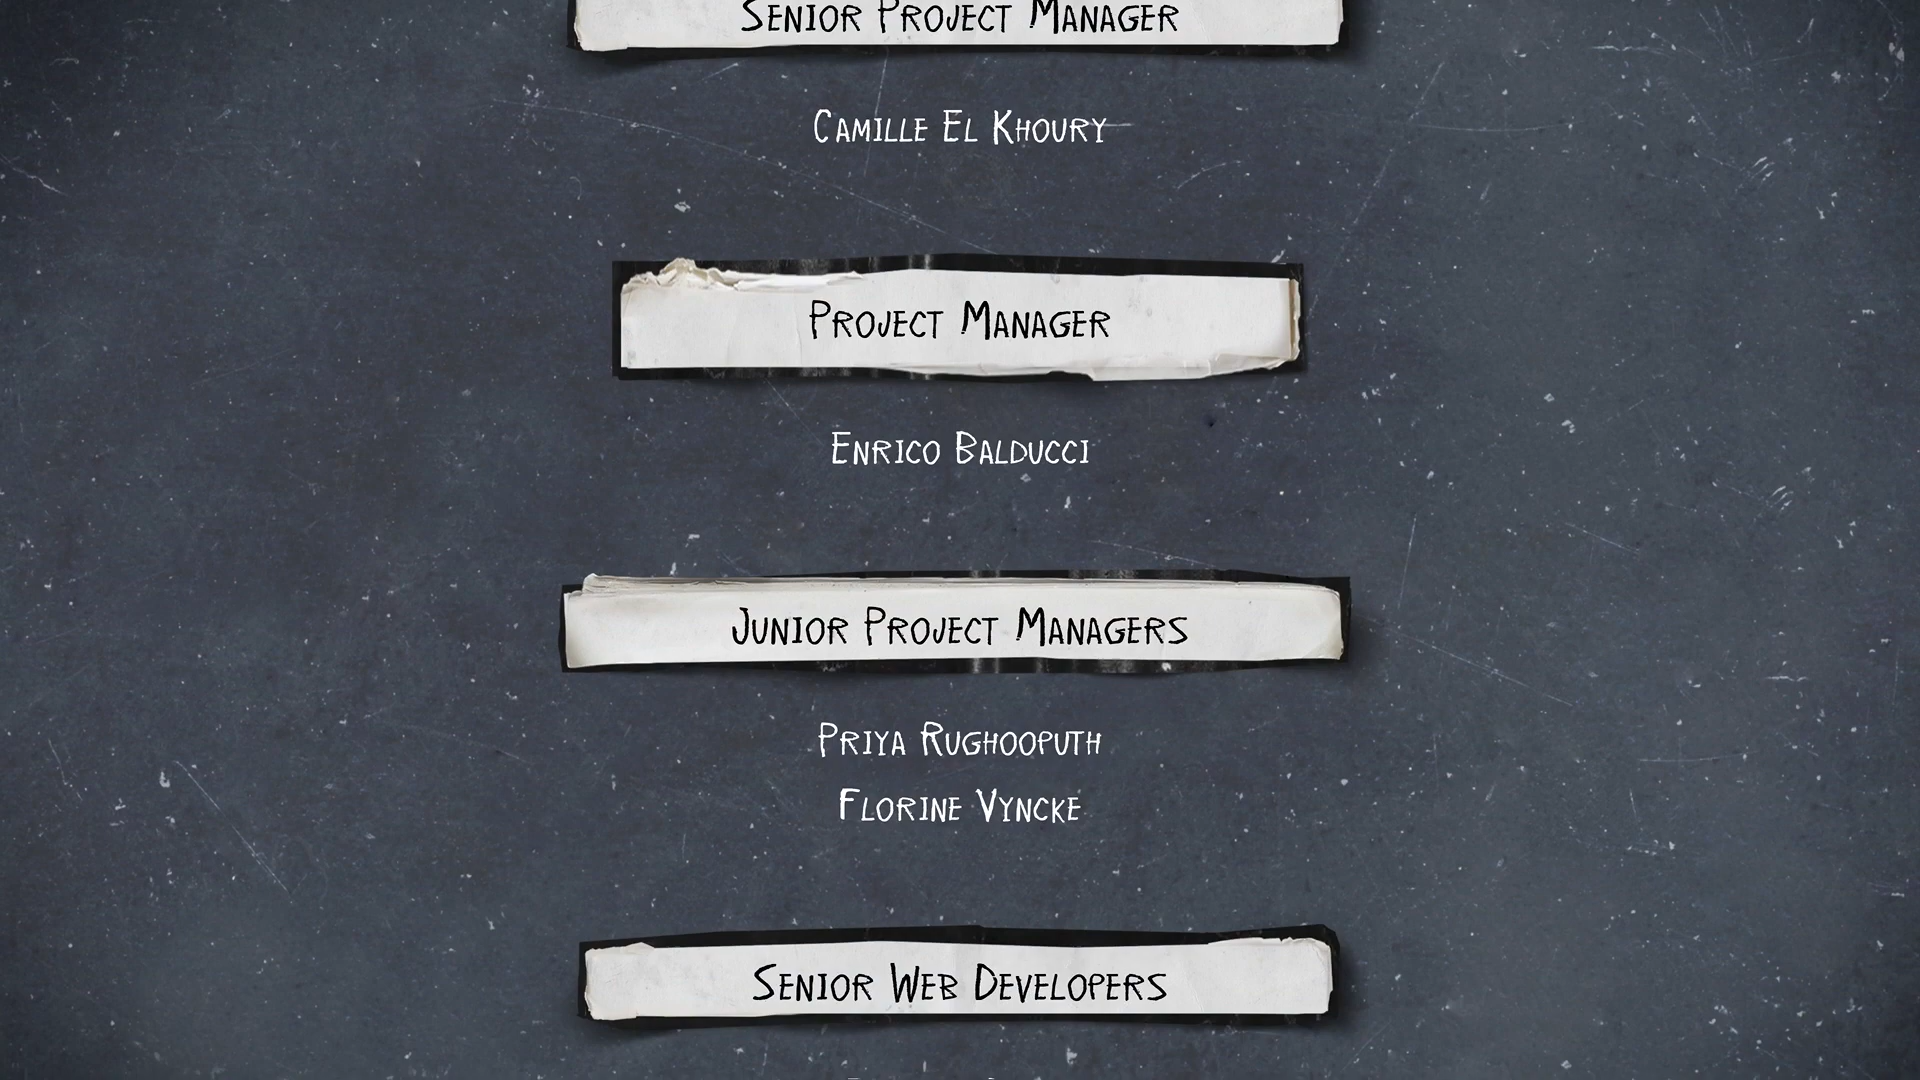 Senior Project Manager
Camille El Khoury
Project Manager
Enrico Balducci
Junior Project Managers
Priya Rughooputh
Florine Vyncke
Senior Web Developers